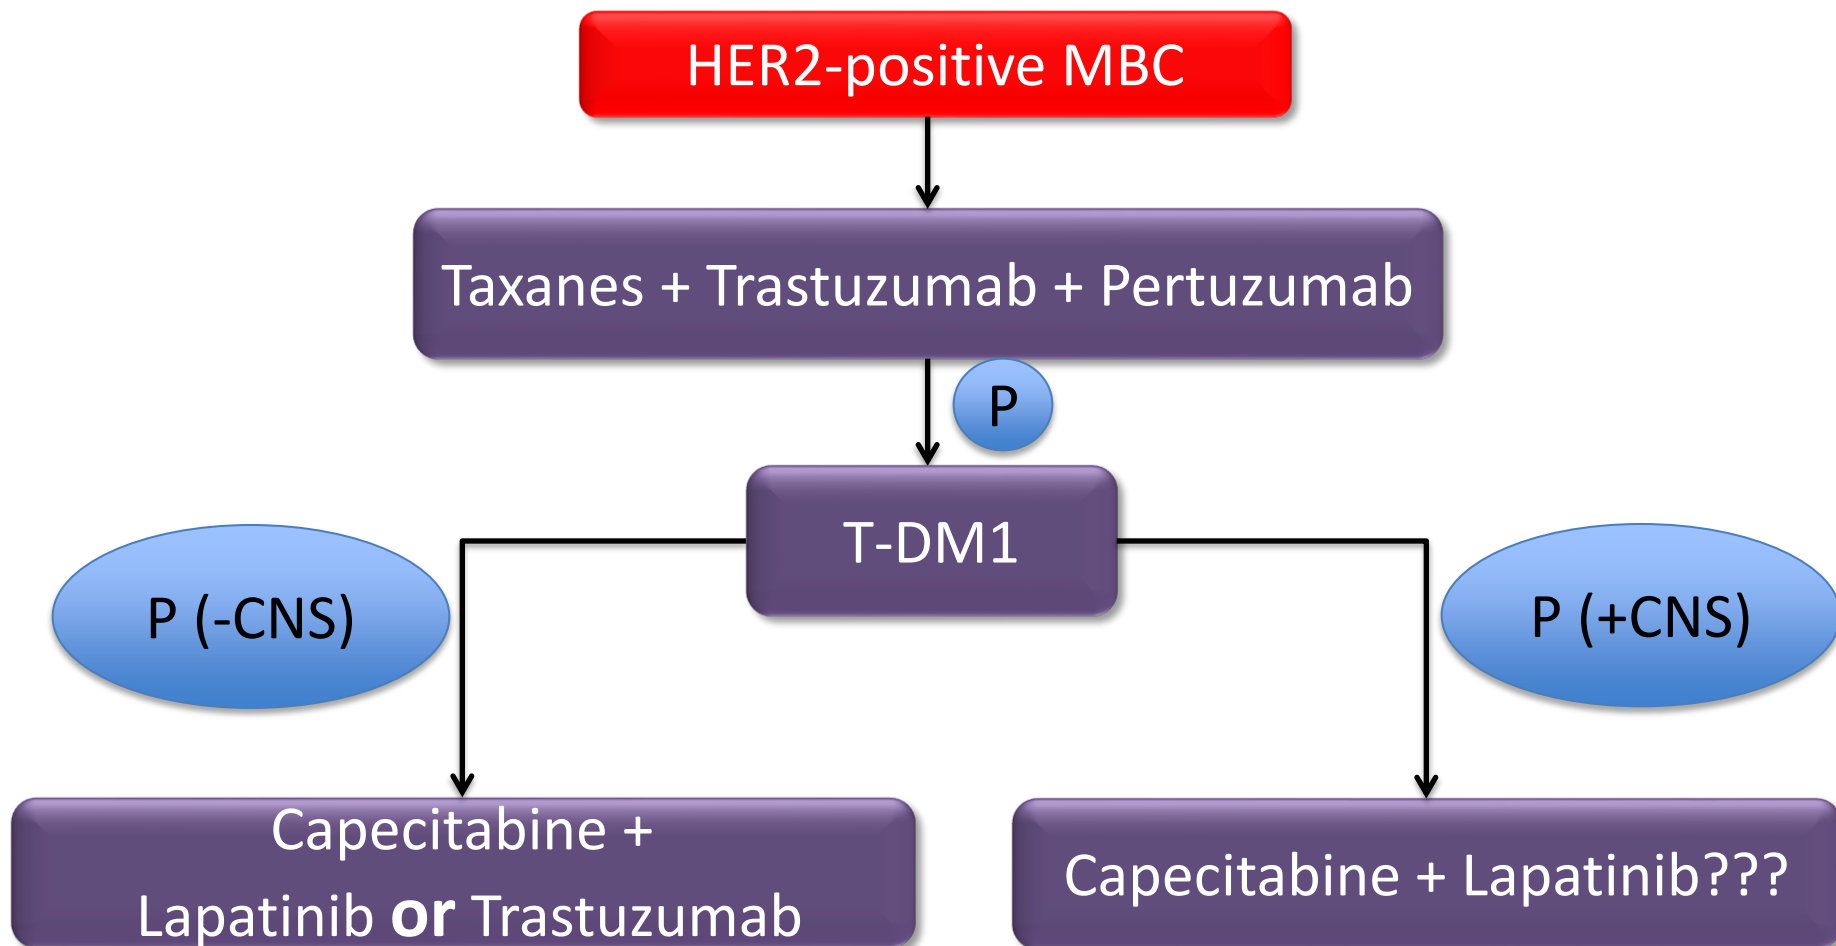 HER2-positive MBC
Taxanes + Trastuzumab + Pertuzumab
P
T-DM1
P (-CNS)
P (+CNS)
Capecitabine +
Lapatinib or Trastuzumab
Capecitabine + Lapatinib???